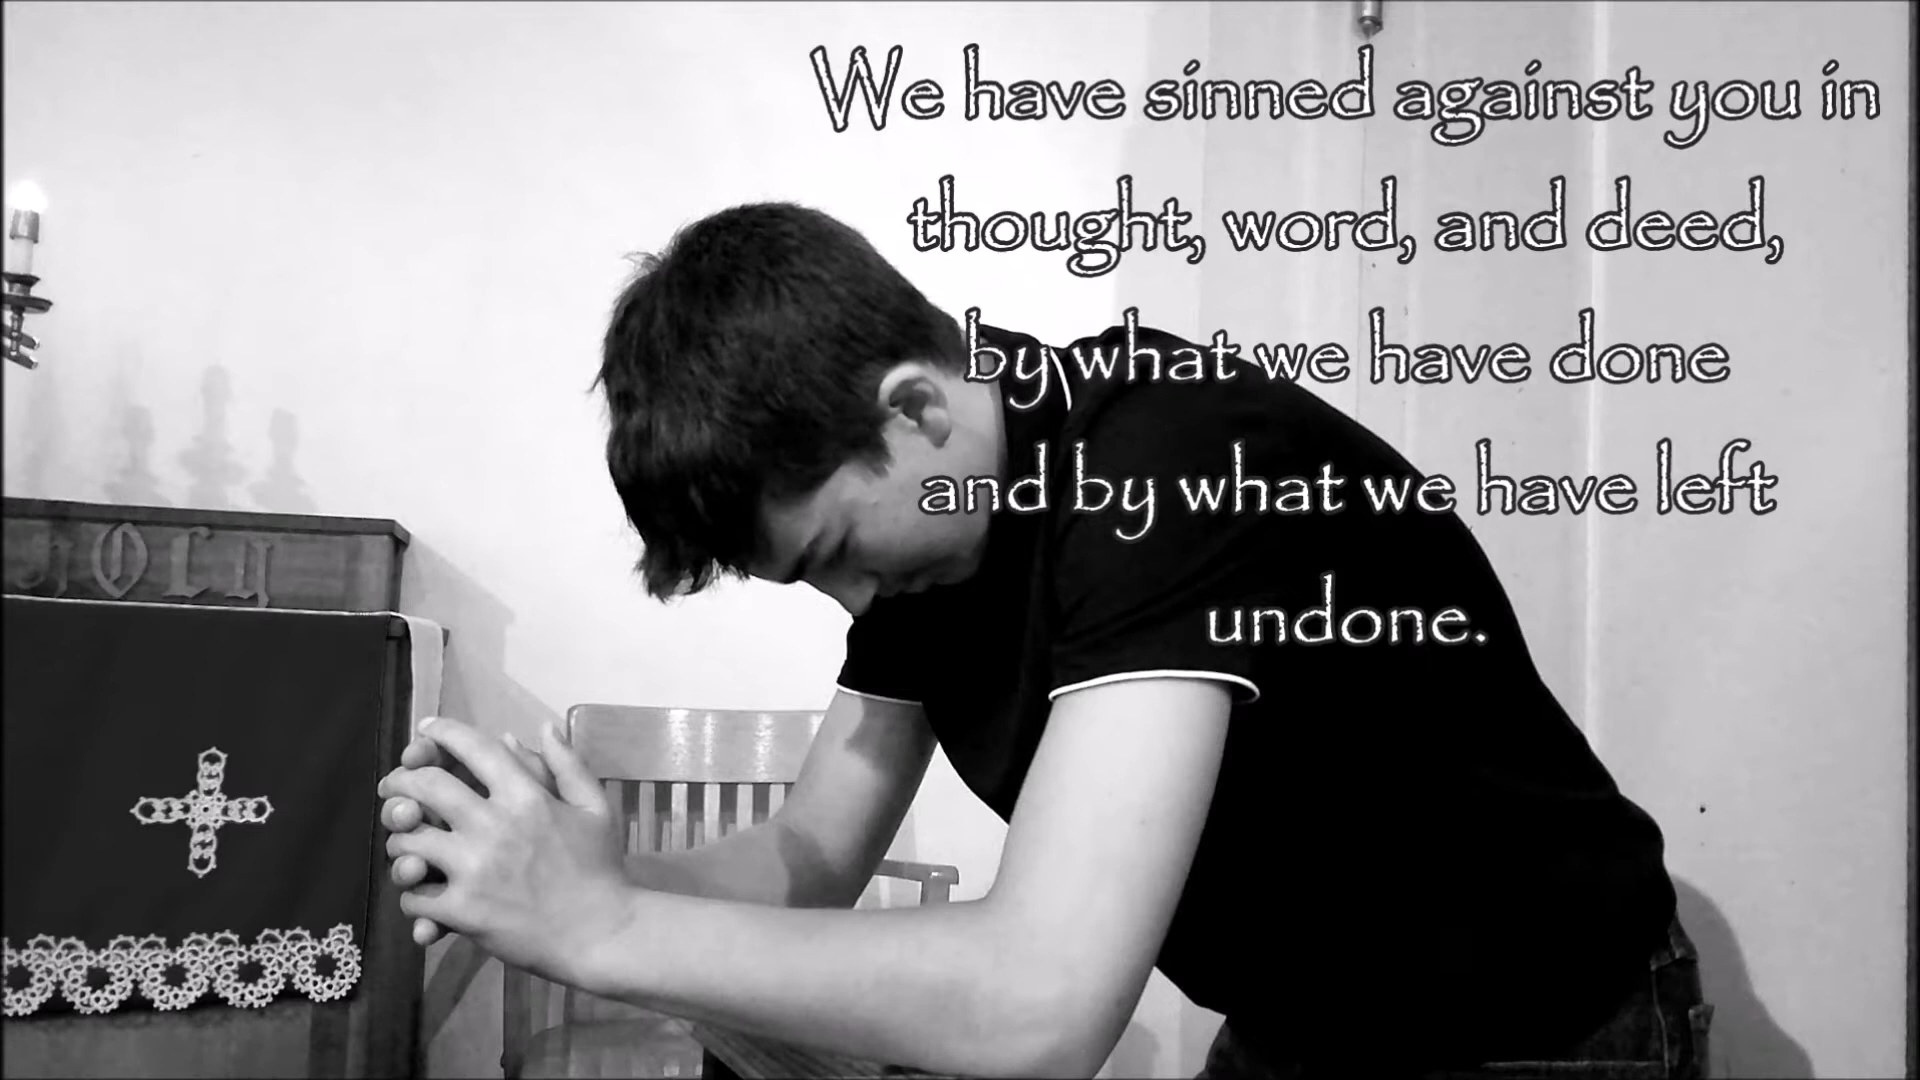 We have sinned against you in
thought, word, and deed,
by what we have done
and by what we have left
undone.
HOLY